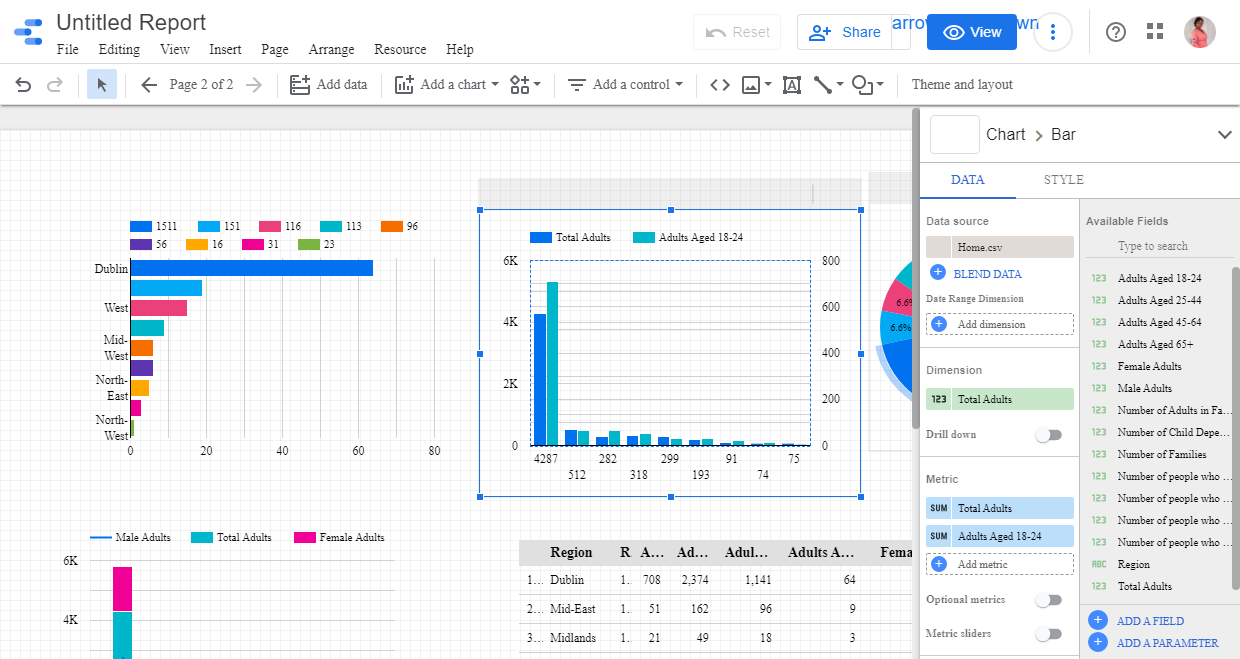 Untitled Report
File Editing View Insert Page Arrange Resource Help
Reset
Share
View
Page 2 of 2
Add data
Add a chart
Add a control
Theme and layout
1511 151 116 113 96
56 16 31 23
Dublin
West
Mid-
West
North-
East
North-
West
0 20 40 60 80
Total Adults Adults Aged 18-24
6K 800
600
4K
400
2K
200
0 0
4287 282 299 91 75
512 318 193 74
6.6%
6.6%
Male Adults Total Adults Female Adults
6K
4K
Region R A... Ad... Adul... Adults A... Fema
1... Dublin 1.. 708 2,374 1,141 64
2... Mid-East 1.. 51 162 96 9
3... Midlands 1.. 21 49 18 3
Chart > Bar
DATA STYLE
Data source
Home.csv
BLEND DATA
Date Range Dimension
Add dimension
Dimension
123 Total Adults
Drill down
Metric
SUM Total Adults
SUM Adults Aged 18-24
Add metric
Optional metrics
Metric sliders
Available Fields
Type to search
123 Adults Aged 18-24
123 Adults Aged 25-44
123 Adults Aged 45-64
123 Adults Aged 65+
123 Female Adults
123 Male Adults
123 Number of Adults in Fa...
123 Number of Child Depe...
123 Number of Families
123 Number of people who ...
123 Number of people who ...
123 Number of people who ...
123 Number of people who ...
ABC Region
123 Total Adults
ADD A FIELD
ADD A PARAMETER